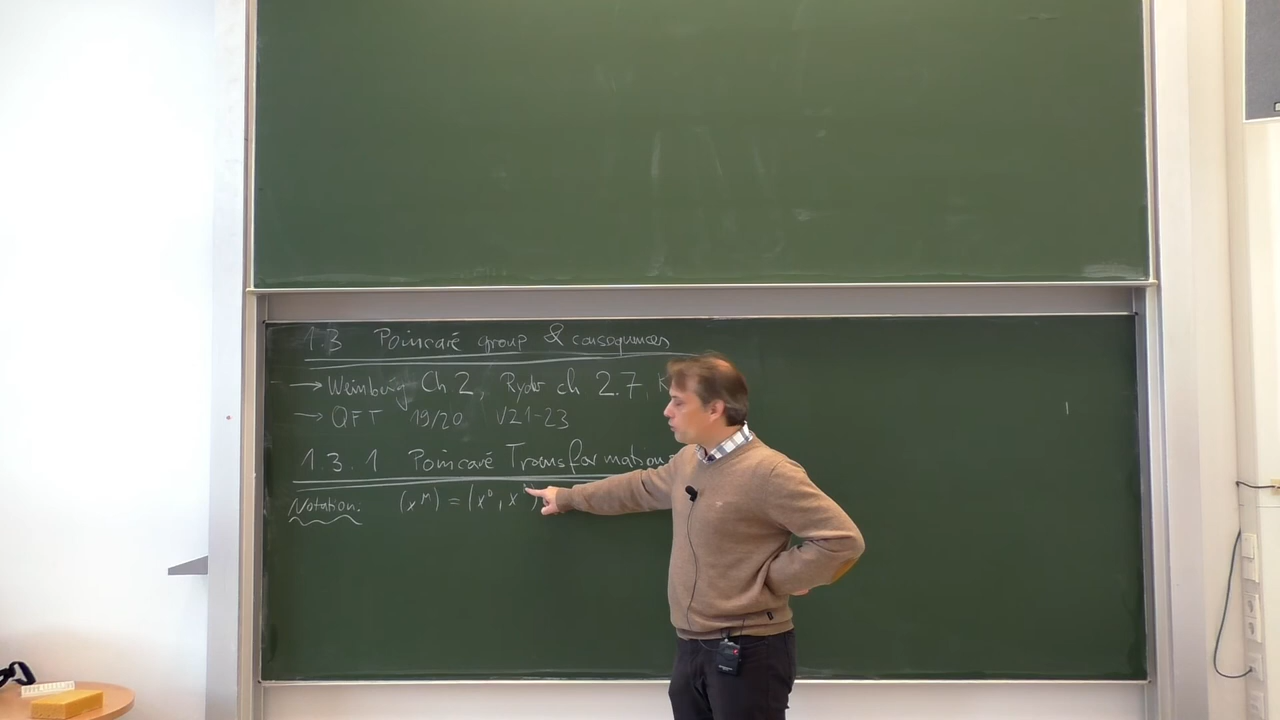 1.3 Poincaré group & consequences
→ Weinberg Ch 2, Ryder ch 2.7, K
→ QFT 19/20 V21-23
1.3.1 Poincaré Transformations
Notation: (x^μ) = (x^0, x^i)